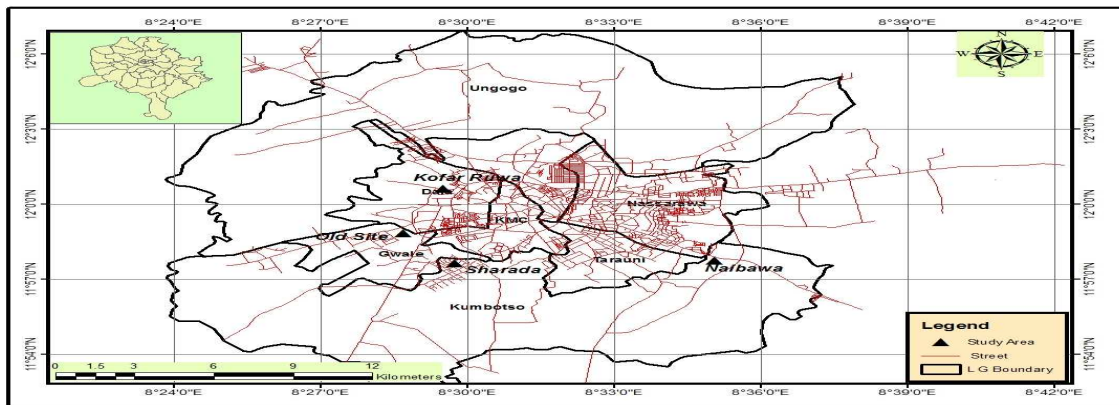 8°24'0"E 8°27'0"E 8°30'0"E 8°33'0"E 8°36'0"E 8°39'0"E 8°42'0"E
N
W E
S
12°6'0"N 12°6'0"N
Ungogo
12°3'0"N 12°3'0"N
Kofar Ruwa
12°0'0"N 12°0'0"N
Nassarawa
KMC
Old Site
Gwale
Tarauni
Sharada
Naibawa
11°57'0"N 11°57'0"N
Kumbotso
Legend
Study Area
Street
L G Boundary
11°54'0"N 11°54'0"N
0 1.5 3 6 9 12
Kilometers
8°24'0"E 8°27'0"E 8°30'0"E 8°33'0"E 8°36'0"E 8°39'0"E 8°42'0"E